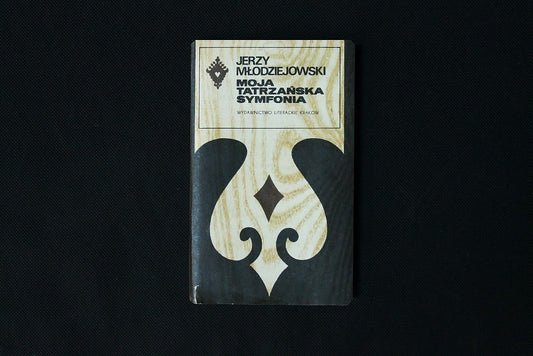 JERZY
MŁODZIEJOWSKI
MOJA
TATRZAŃSKA
SYMFONIA
WYDAWNICTWO LITERACKIE KRAKÓW